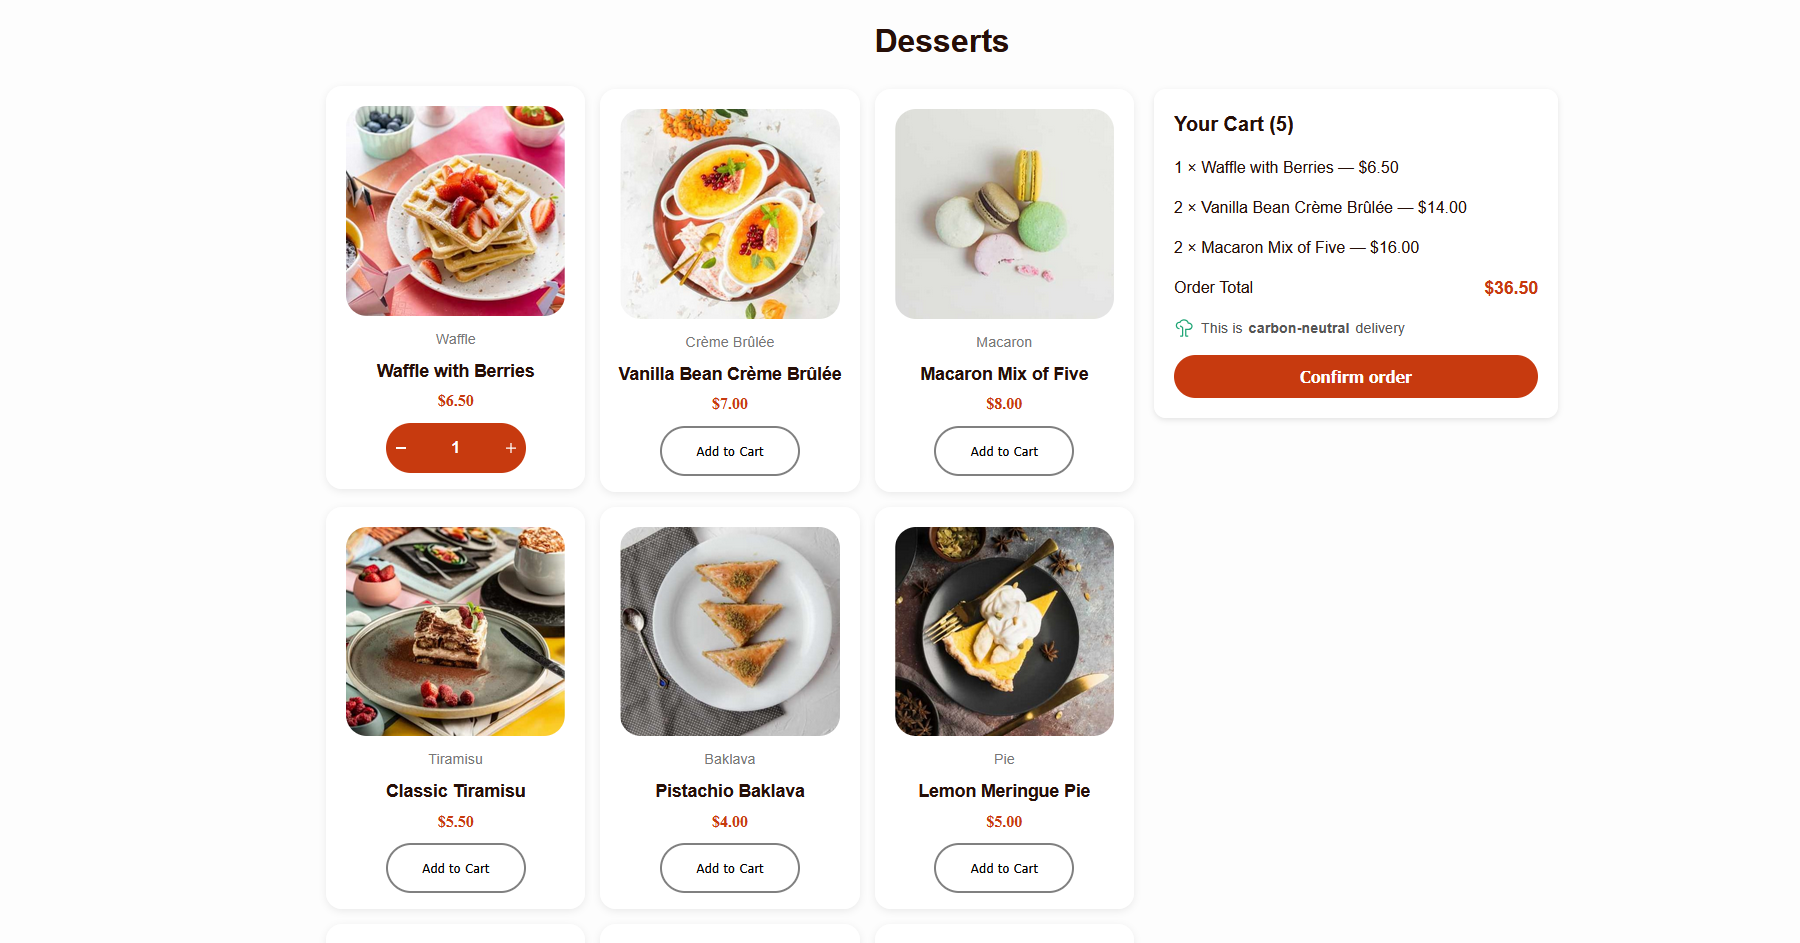 Desserts
Waffle
Waffle with Berries
$6.50
− 1 +
Crème Brûlée
Vanilla Bean Crème Brûlée
$7.00
Add to Cart
Macaron
Macaron Mix of Five
$8.00
Add to Cart
Your Cart (5)
1 × Waffle with Berries — $6.50
2 × Vanilla Bean Crème Brûlée — $14.00
2 × Macaron Mix of Five — $16.00
Order Total $36.50
This is carbon-neutral delivery
Confirm order
Tiramisu
Classic Tiramisu
$5.50
Add to Cart
Baklava
Pistachio Baklava
$4.00
Add to Cart
Pie
Lemon Meringue Pie
$5.00
Add to Cart